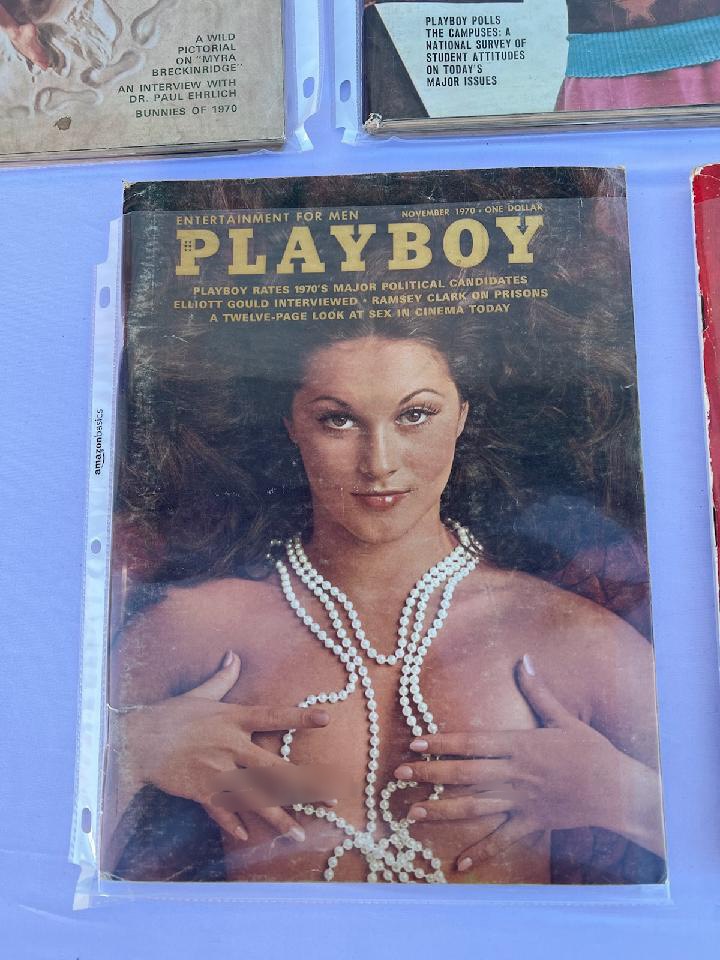 A WILD
PICTORIAL
ON "MYRA
BRECKINRIDGE"
AN INTERVIEW WITH
DR. PAUL EHRLICH
BUNNIES OF 1970
PLAYBOY POLLS
THE CAMPUSES: A
NATIONAL SURVEY OF
STUDENT ATTITUDES
ON TODAY'S
MAJOR ISSUES
ENTERTAINMENT FOR MEN
NOVEMBER 1970 • ONE DOLLAR
PLAYBOY
PLAYBOY RATES 1970'S MAJOR POLITICAL CANDIDATES
ELLIOTT GOULD INTERVIEWED • RAMSEY CLARK ON PRISONS
A TWELVE-PAGE LOOK AT SEX IN CINEMA TODAY
amazonbasics